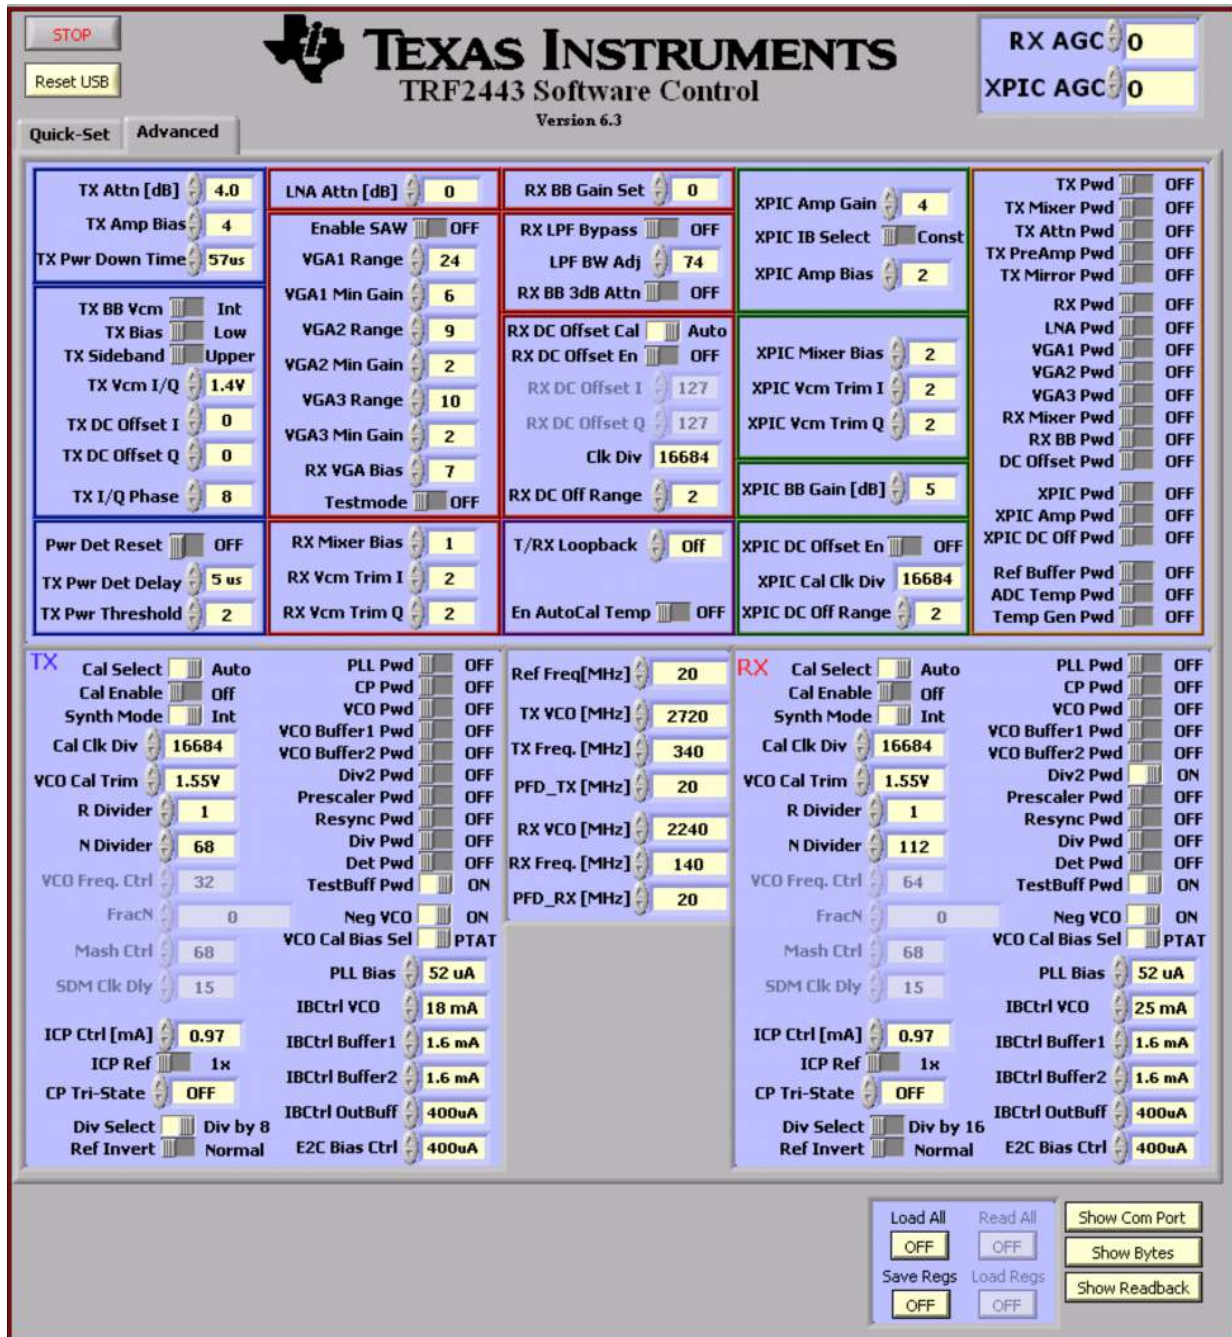 STOP
Reset USB
TEXAS INSTRUMENTS
TRF2443 Software Control
Version 6.3
RX AGC 0
XPIC AGC 0
Quick-Set Advanced
TX Attn [dB] 4.0
TX Amp Bias 4
TX Pwr Down Time 57us
TX BB Vcm Int
TX Bias Low
TX Sideband Upper
TX Vcm I/Q 1.4V
TX DC Offset I 0
TX DC Offset Q 0
TX I/Q Phase 8
Pwr Det Reset OFF
TX Pwr Det Delay 5 us
TX Pwr Threshold 2
LNA Attn [dB] 0
Enable SAW OFF
VGA1 Range 24
VGA1 Min Gain 6
VGA2 Range 9
VGA2 Min Gain 2
VGA3 Range 10
VGA3 Min Gain 2
RX VGA Bias 7
Testmode OFF
RX Mixer Bias 1
RX Vcm Trim I 2
RX Vcm Trim Q 2
RX BB Gain Set 0
RX LPF Bypass OFF
LPF BW Adj 74
RX BB 3dB Attn OFF
RX DC Offset Cal Auto
RX DC Offset En OFF
RX DC Offset I 127
RX DC Offset Q 127
Clk Div 16684
RX DC Off Range 2
T/RX Loopback Off
En AutoCal Temp OFF
XPIC Amp Gain 4
XPIC IB Select Const
XPIC Amp Bias 2
XPIC Mixer Bias 2
XPIC Vcm Trim I 2
XPIC Vcm Trim Q 2
XPIC BB Gain [dB] 5
XPIC DC Offset En OFF
XPIC Cal Clk Div 16684
XPIC DC Off Range 2
TX Pwd OFF
TX Mixer Pwd OFF
TX Attn Pwd OFF
TX PreAmp Pwd OFF
TX Mirror Pwd OFF
RX Pwd OFF
LNA Pwd OFF
VGA1 Pwd OFF
VGA2 Pwd OFF
VGA3 Pwd OFF
RX Mixer Pwd OFF
RX BB Pwd OFF
DC Offset Pwd OFF
XPIC Pwd OFF
XPIC Amp Pwd OFF
XPIC DC Off Pwd OFF
Ref Buffer Pwd OFF
ADC Temp Pwd OFF
Temp Gen Pwd OFF
TX
Cal Select Auto
Cal Enable Off
Synth Mode Int
Cal Clk Div 16684
VCO Cal Trim 1.55V
R Divider 1
N Divider 68
VCO Freq. Ctrl 32
FracN 0
Mash Ctrl 68
SDM Clk Dly 15
ICP Ctrl [mA] 0.97
ICP Ref 1x
CP Tri-State OFF
Div Select Div by 8
Ref Invert Normal
PLL Pwd OFF
CP Pwd OFF
VCO Pwd OFF
VCO Buffer1 Pwd OFF
VCO Buffer2 Pwd OFF
Div2 Pwd OFF
Prescaler Pwd OFF
Resync Pwd OFF
Div Pwd OFF
Det Pwd OFF
TestBuff Pwd ON
Neg VCO ON
VCO Cal Bias Sel PTAT
PLL Bias 52 uA
IBCtrl VCO 18 mA
IBCtrl Buffer1 1.6 mA
IBCtrl Buffer2 1.6 mA
IBCtrl OutBuff 400uA
E2C Bias Ctrl 400uA
Ref Freq[MHz] 20
TX VCO [MHz] 2720
TX Freq. [MHz] 340
PFD_TX [MHz] 20
RX VCO [MHz] 2240
RX Freq. [MHz] 140
PFD_RX [MHz] 20
RX
Cal Select Auto
Cal Enable Off
Synth Mode Int
Cal Clk Div 16684
VCO Cal Trim 1.55V
R Divider 1
N Divider 112
VCO Freq. Ctrl 64
FracN 0
Mash Ctrl 68
SDM Clk Dly 15
ICP Ctrl [mA] 0.97
ICP Ref 1x
CP Tri-State OFF
Div Select Div by 16
Ref Invert Normal
PLL Pwd OFF
CP Pwd OFF
VCO Pwd OFF
VCO Buffer1 Pwd OFF
VCO Buffer2 Pwd OFF
Div2 Pwd ON
Prescaler Pwd OFF
Resync Pwd OFF
Div Pwd OFF
Det Pwd OFF
TestBuff Pwd ON
Neg VCO ON
VCO Cal Bias Sel PTAT
PLL Bias 52 uA
IBCtrl VCO 25 mA
IBCtrl Buffer1 1.6 mA
IBCtrl Buffer2 1.6 mA
IBCtrl OutBuff 400uA
E2C Bias Ctrl 400uA
Load All Read All
OFF OFF
Save Regs Load Regs
OFF OFF
Show Com Port
Show Bytes
Show Readback